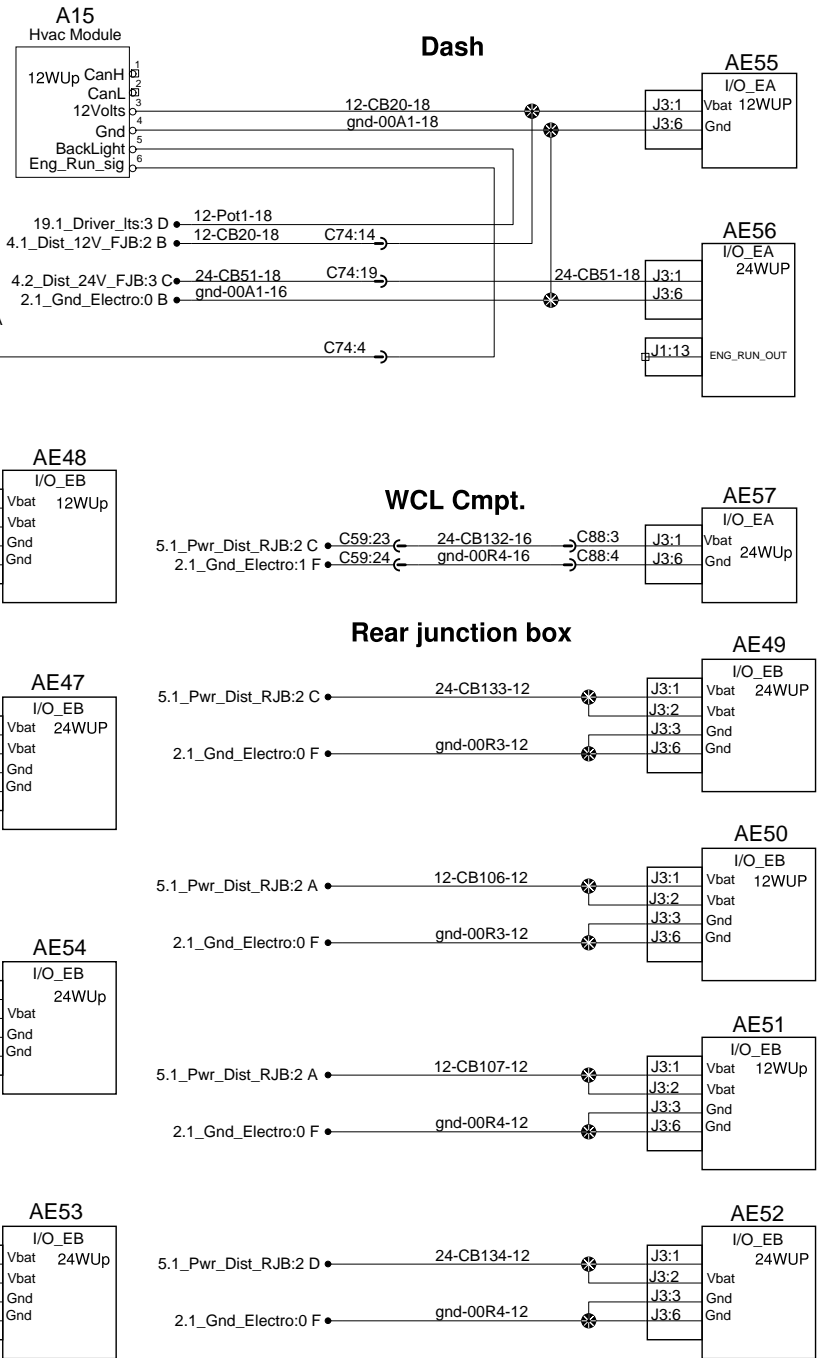 A15
Hvac Module
Dash
12WUp CanH 1
CanL 2
12Volts 3
Gnd 4
BackLight 5
Eng_Run_sig 6
12-CB20-18
gnd-00A1-18
AE55
I/O_EA
J3:1 Vbat 12WUP
J3:6 Gnd
19.1_Driver_lts:3 D 12-Pot1-18
4.1_Dist_12V_FJB:2 B 12-CB20-18 C74:14
4.2_Dist_24V_FJB:3 C 24-CB51-18 C74:19 24-CB51-18
2.1_Gnd_Electro:0 B gnd-00A1-16
C74:4
AE56
I/O_EA
24WUP
J3:1
J3:6
J1:13 ENG_RUN_OUT
AE48
I/O_EB
Vbat 12WUp
Vbat
Gnd
Gnd
WCL Cmpt.
5.1_Pwr_Dist_RJB:2 C C59:23 24-CB132-16 C88:3
2.1_Gnd_Electro:1 F C59:24 gnd-00R4-16 C88:4
AE57
I/O_EA
J3:1 Vbat
24WUp
J3:6 Gnd
Rear junction box
AE47
I/O_EB
Vbat 24WUP
Vbat
Gnd
Gnd
5.1_Pwr_Dist_RJB:2 C 24-CB133-12
2.1_Gnd_Electro:0 F gnd-00R3-12
AE49
I/O_EB
J3:1 Vbat 24WUP
J3:2 Vbat
J3:3 Gnd
J3:6 Gnd
5.1_Pwr_Dist_RJB:2 A 12-CB106-12
2.1_Gnd_Electro:0 F gnd-00R3-12
AE50
I/O_EB
J3:1 Vbat 12WUP
J3:2 Vbat
J3:3 Gnd
J3:6 Gnd
AE54
I/O_EB
24WUp
Vbat
Gnd
Gnd
5.1_Pwr_Dist_RJB:2 A 12-CB107-12
2.1_Gnd_Electro:0 F gnd-00R4-12
AE51
I/O_EB
J3:1 Vbat 12WUp
J3:2 Vbat
J3:3 Gnd
J3:6 Gnd
AE53
I/O_EB
Vbat 24WUp
Vbat
Gnd
Gnd
5.1_Pwr_Dist_RJB:2 D 24-CB134-12
2.1_Gnd_Electro:0 F gnd-00R4-12
AE52
I/O_EB
J3:1 24WUP
J3:2 Vbat
J3:3 Gnd
J3:6 Gnd